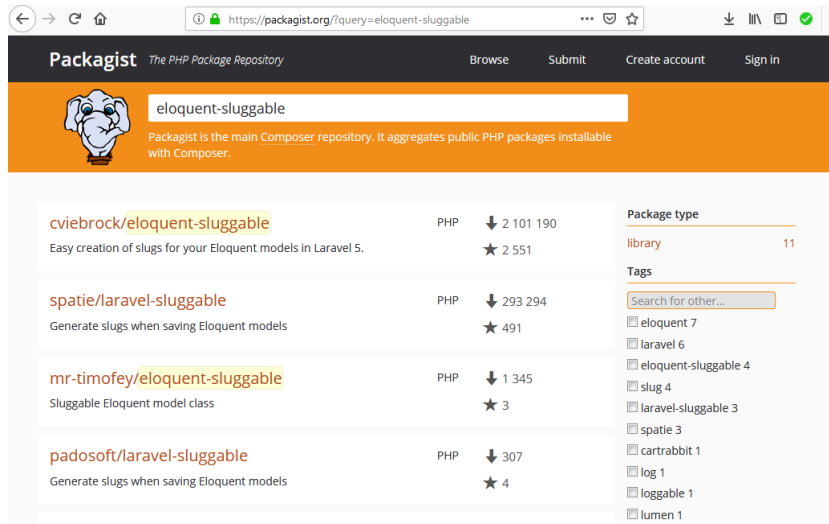 https://packagist.org/?query=eloquent-sluggable
Packagist The PHP Package Repository Browse Submit Create account Sign in
eloquent-sluggable
Packagist is the main Composer repository. It aggregates public PHP packages installable
with Composer.
cviebrock/eloquent-sluggable PHP 2 101 190
Easy creation of slugs for your Eloquent models in Laravel 5. 2 551
spatie/laravel-sluggable PHP 293 294
Generate slugs when saving Eloquent models 491
mr-timofey/eloquent-sluggable PHP 1 345
Sluggable Eloquent model class 3
padosoft/laravel-sluggable PHP 307
Generate slugs when saving Eloquent models 4
Package type
library 11
Tags
Search for other...
eloquent 7
laravel 6
eloquent-sluggable 4
slug 4
laravel-sluggable 3
spatie 3
cartrabbit 1
log 1
loggable 1
lumen 1